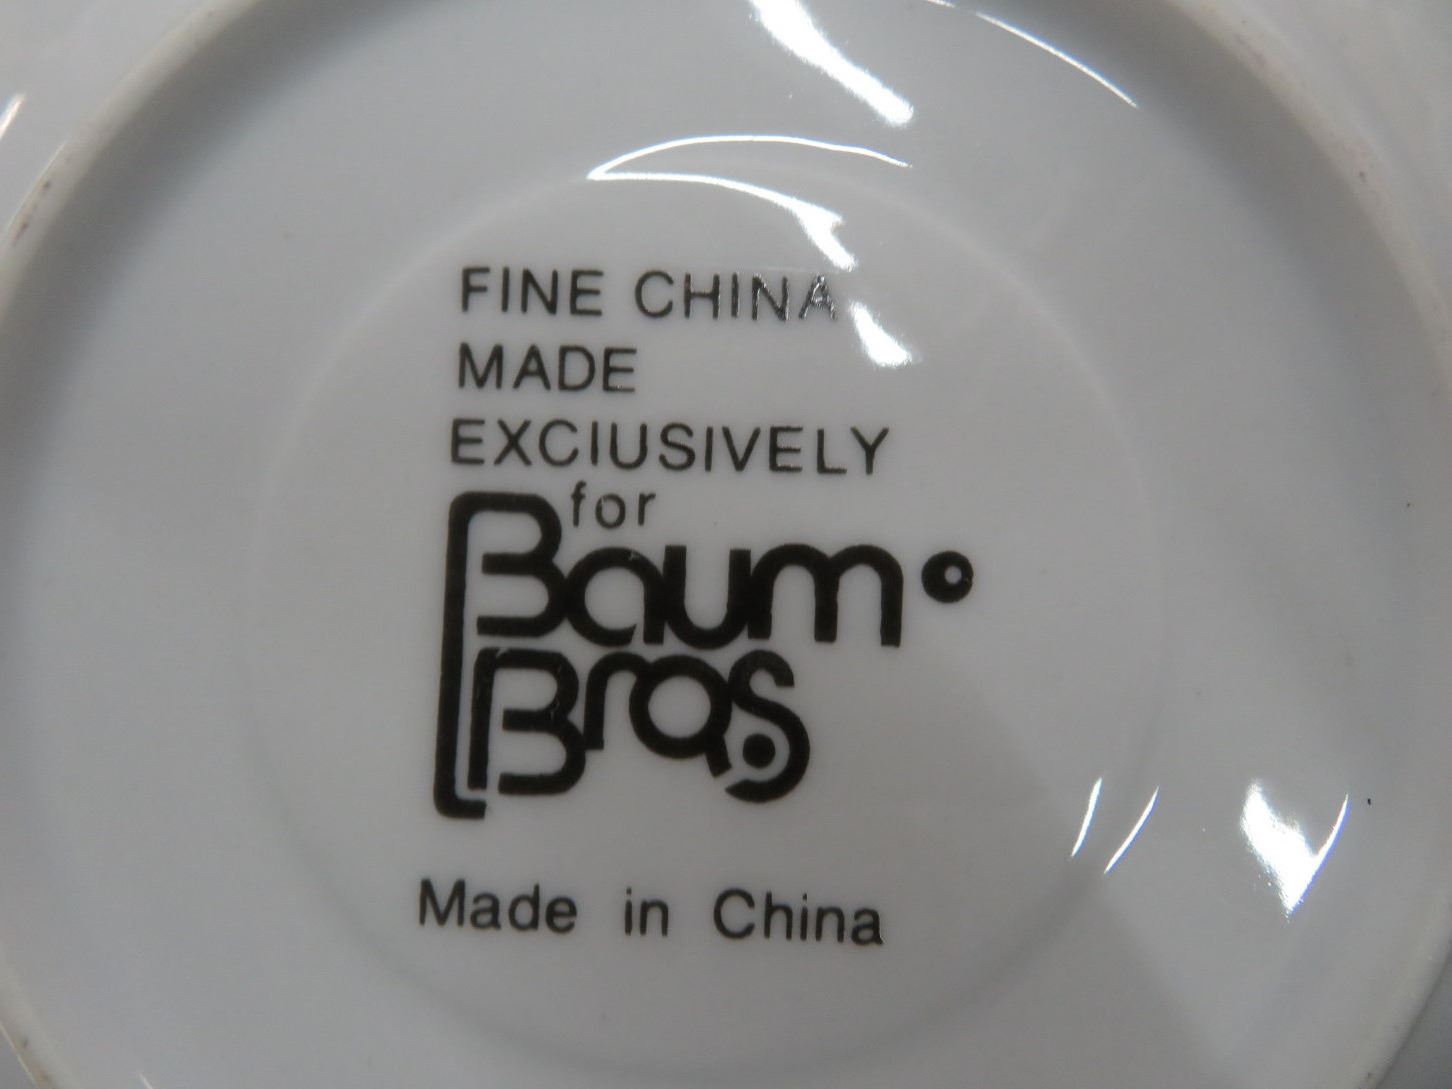 FINE CHINA
MADE
EXCIUSIVELY
for
Baum
Bros.
Made in China